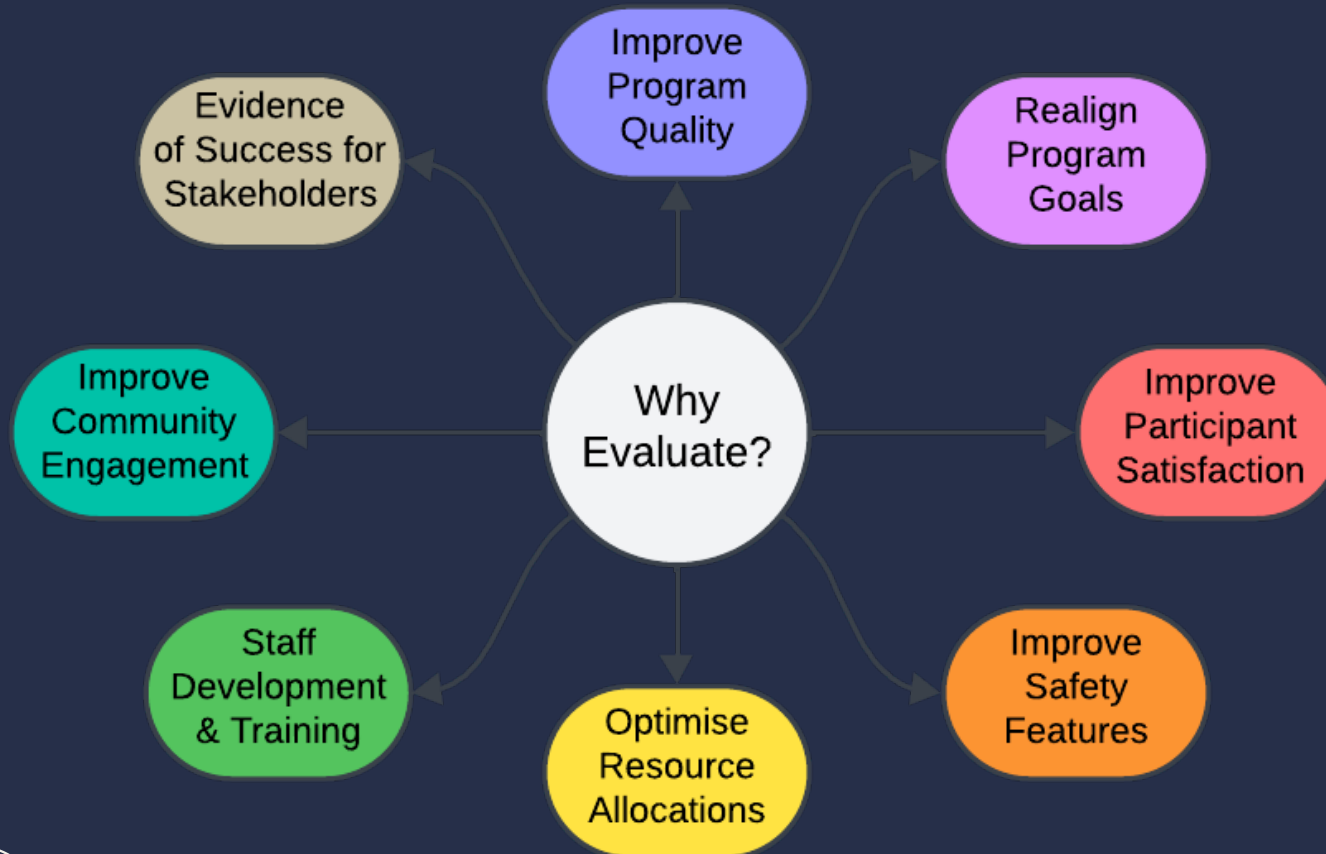 Improve
Program
Quality
Evidence
of Success for
Stakeholders
Realign
Program
Goals
Improve
Community
Engagement
Why
Evaluate?
Improve
Participant
Satisfaction
Staff
Development
& Training
Optimise
Resource
Allocations
Improve
Safety
Features